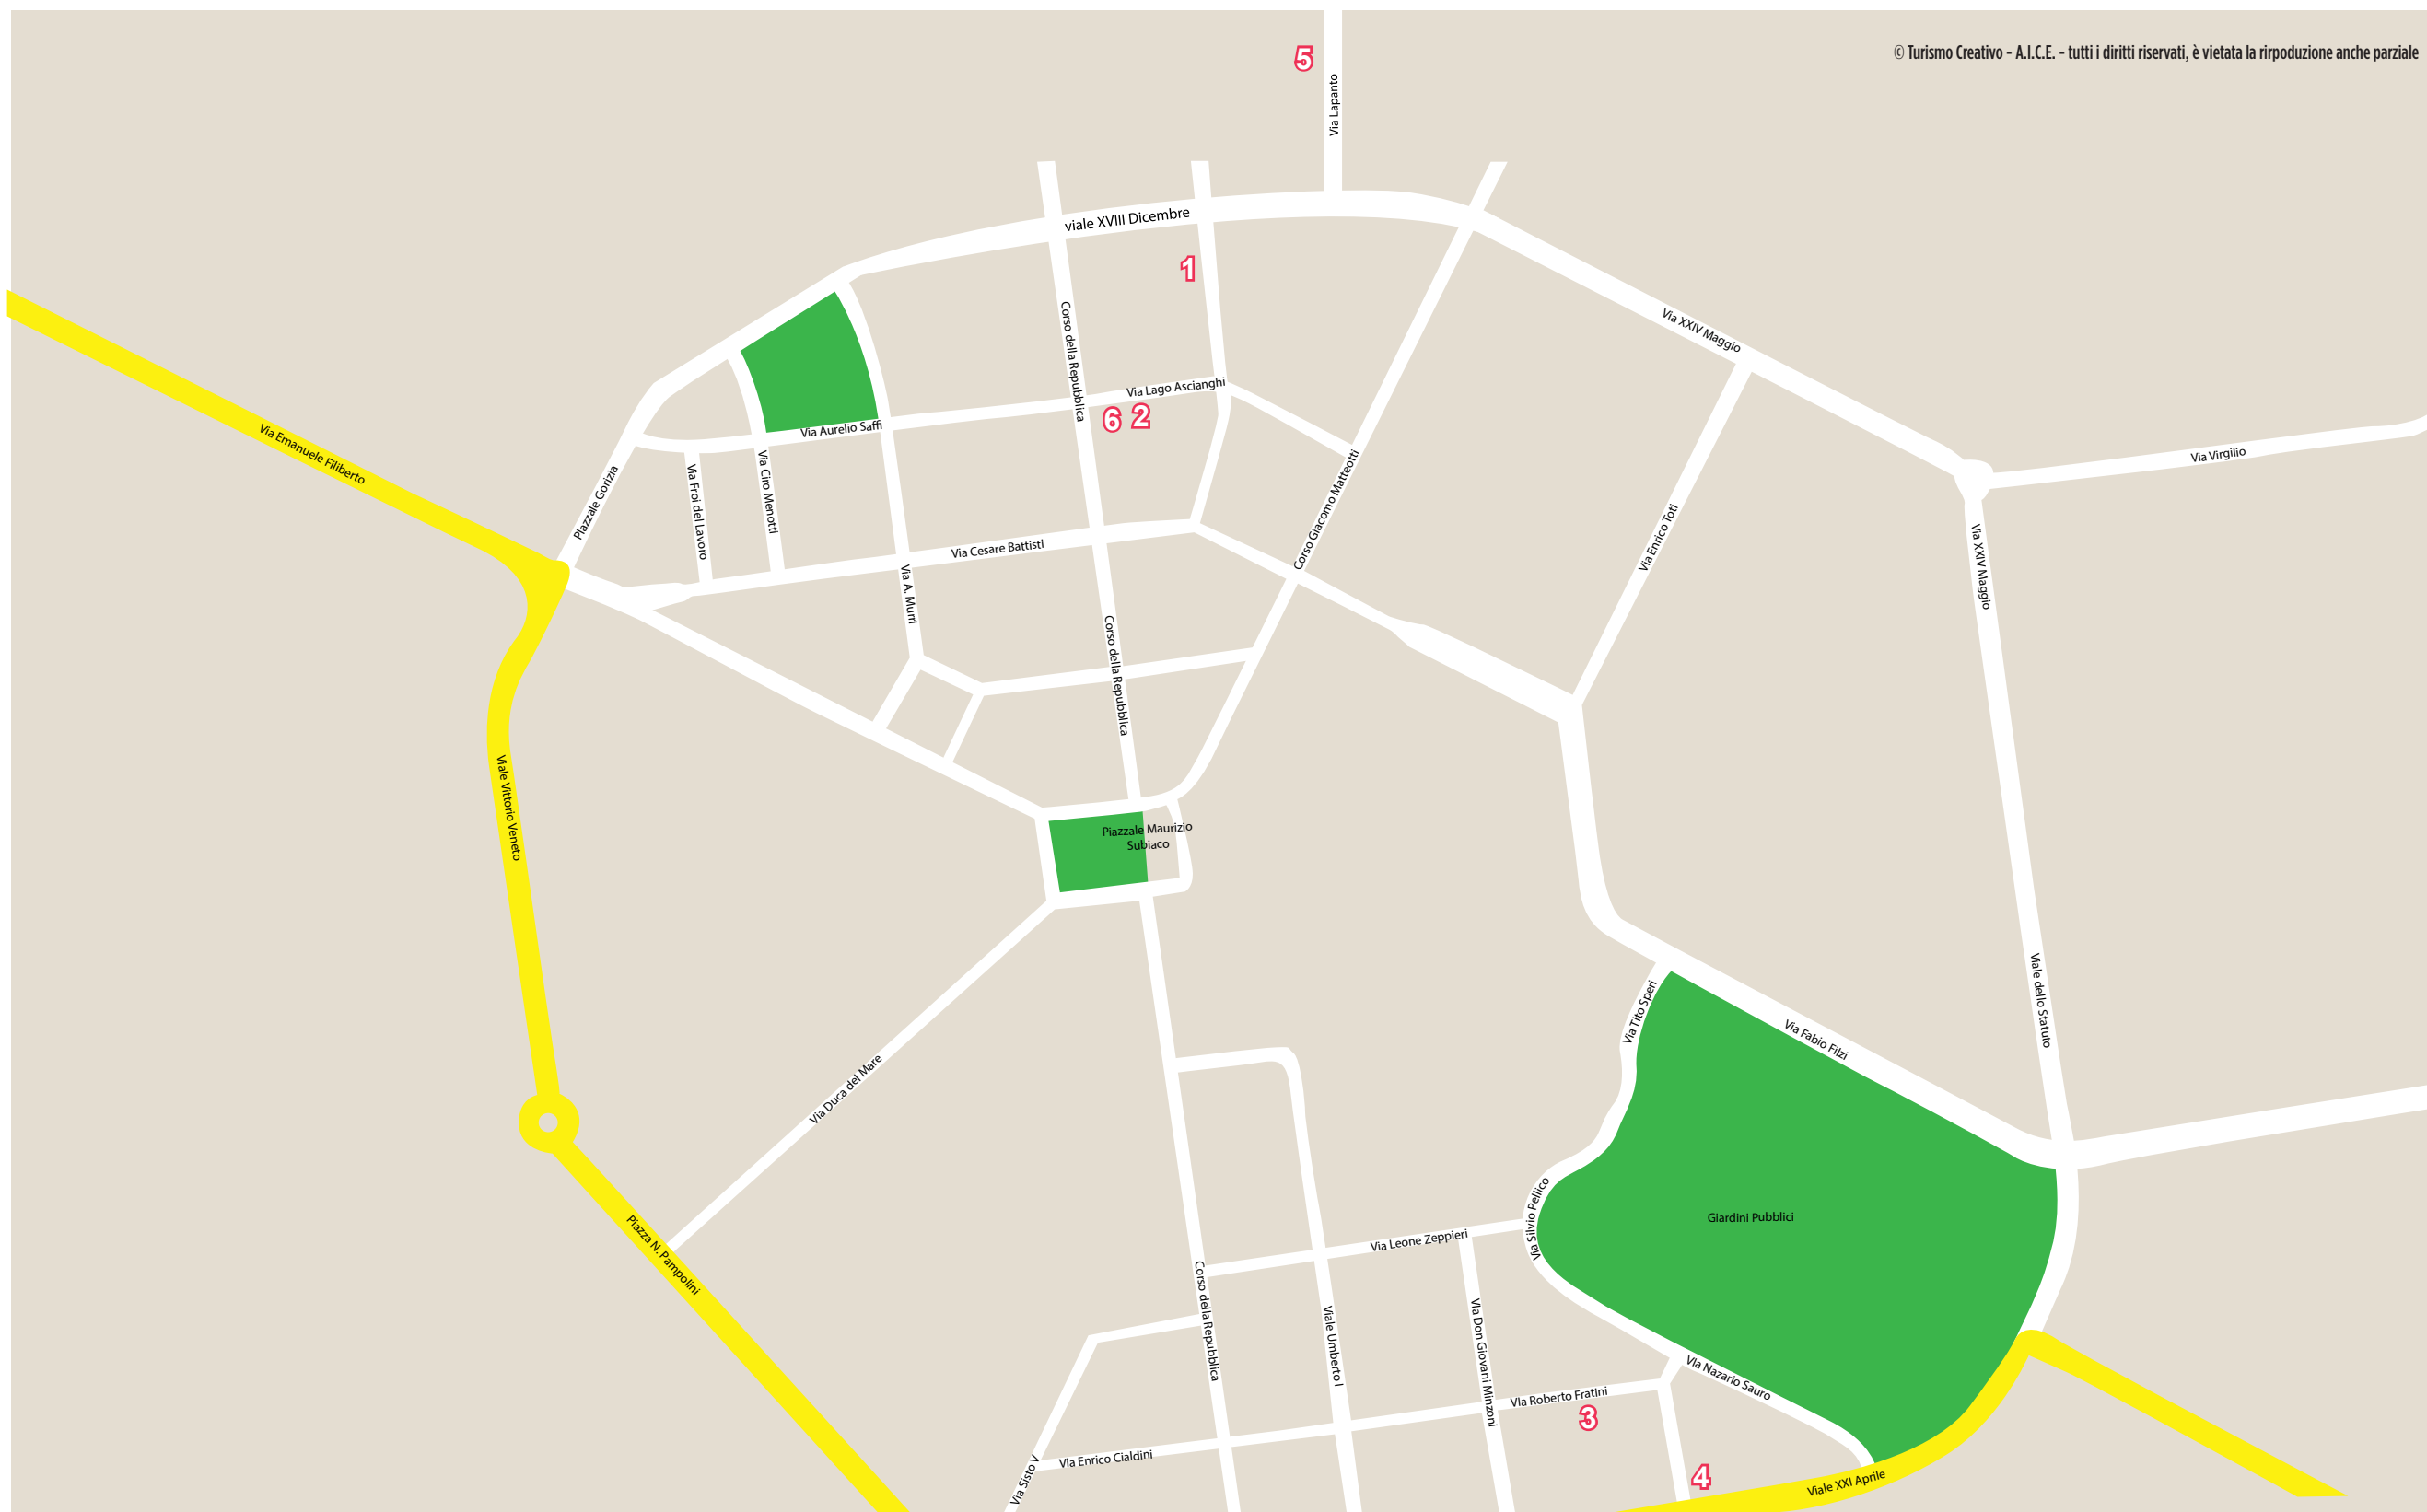 © Turismo Creativo - A.I.C.E. - tutti i diritti riservati, è vietata la rirpoduzione anche parziale
5
Via Lapanto
viale XVIII Dicembre
1
Corso della Repubblica
Via XXIV Maggio
Via Lago Ascianghi
6 2
Via Aurelio Saffi
Via Emanuele Filiberto
Piazzale Gorizia
Via Froi del Lavoro
Via Ciro Menotti
Corso Giacomo Matteotti
Via Virgilio
Via Enrico Toti
Via Cesare Battisti
Via XXIV Maggio
Via A. Murri
Corso della Repubblica
Viale Vittorio Veneto
Piazzale Maurizio
Subiaco
Via Tito Speri
Via Fabio Filzi
Viale dello Statuto
Via Duca del Mare
Via Silvio Pellico
Giardini Pubblici
Piazza N. Pampolini
Via Leone Zeppieri
Corso della Repubblica
Viale Umberto I
VIa Don Giovani Minzoni
VIa Nazario Sauro
VIa Roberto Fratini
3
Via Enrico Cialdini
Via Sisto V
4
Viale XXI Aprile